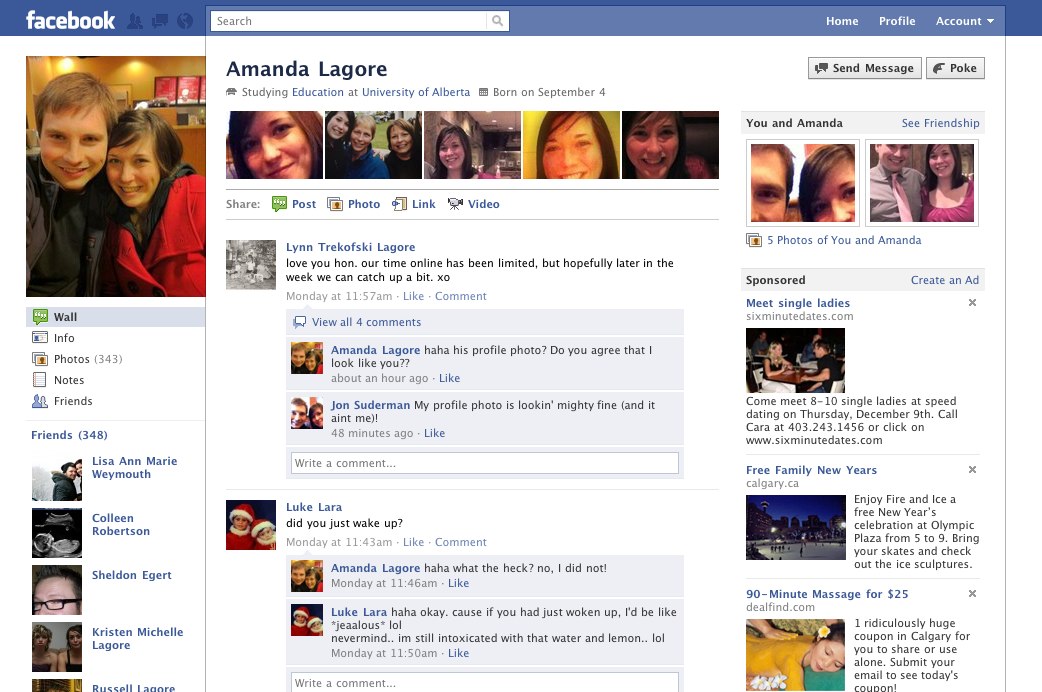 facebook
Search
Home Profile Account
Amanda Lagore
Send Message
Poke
Studying Education at University of Alberta Born on September 4
Share: Post Photo Link Video
Lynn Trekofski Lagore
love you hon. our time online has been limited, but hopefully later in the
week we can catch up a bit. xo
Monday at 11:57am · Like · Comment
View all 4 comments
Amanda Lagore haha his profile photo? Do you agree that I
look like you??
about an hour ago · Like
Jon Suderman My profile photo is lookin' mighty fine (and it
aint me)!
48 minutes ago · Like
Write a comment...
Luke Lara
did you just wake up?
Monday at 11:43am · Like · Comment
Amanda Lagore haha what the heck? no, I did not!
Monday at 11:46am · Like
Luke Lara haha okay. cause if you had just woken up, I'd be like
*jeaalous* lol
nevermind.. im still intoxicated with that water and lemon.. lol
Monday at 11:50am · Like
Write a comment...
Wall
Info
Photos (343)
Notes
Friends
Friends (348)
Lisa Ann Marie
Weymouth
Colleen
Robertson
Sheldon Egert
Kristen Michelle
Lagore
Russell Lagore
You and Amanda See Friendship
5 Photos of You and Amanda
Sponsored Create an Ad
Meet single ladies
sixminutedates.com
Come meet 8-10 single ladies at speed
dating on Thursday, December 9th. Call
Cara at 403.243.1456 or click on
www.sixminutedates.com
Free Family New Years
calgary.ca
Enjoy Fire and Ice a
free New Year's
celebration at Olympic
Plaza from 5 to 9. Bring
your skates and check
out the ice sculptures.
90-Minute Massage for $25
dealfind.com
1 ridiculously huge
coupon in Calgary for
you to share or use
alone. Submit your
email to see today's
coupon!